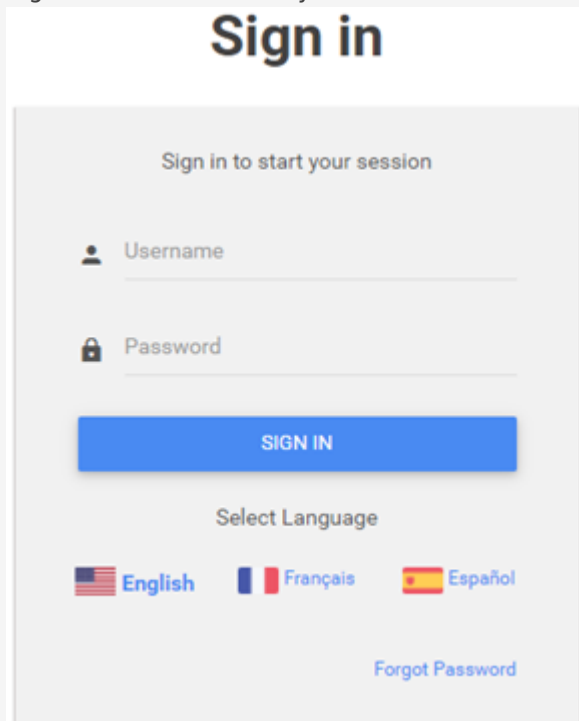 Sign in
Sign in to start your session
Username
Password
SIGN IN
Select Language
English Français Español
Forgot Password